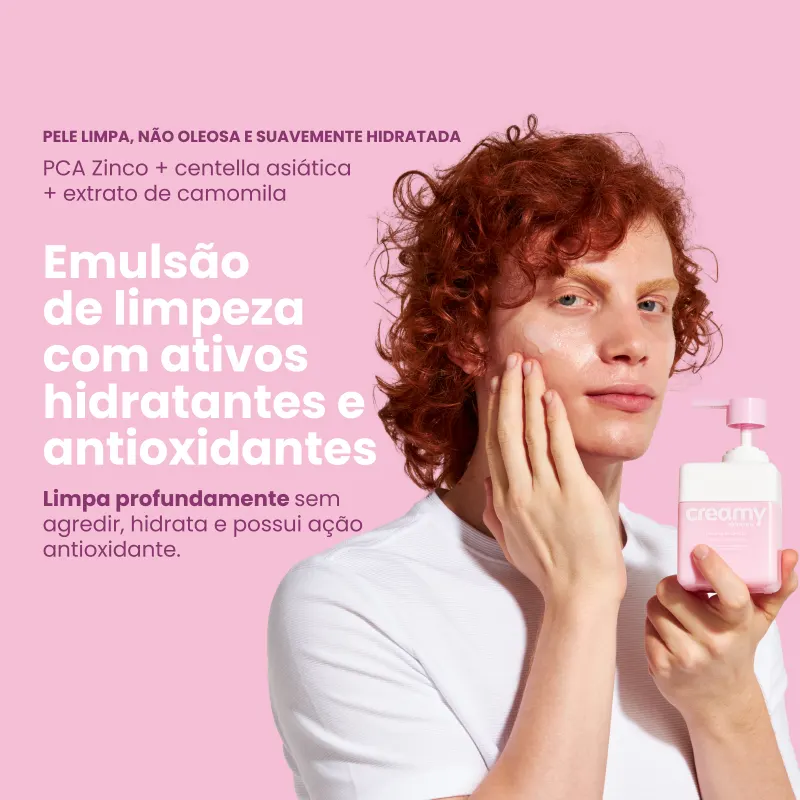 PELE LIMPA, NÃO OLEOSA E SUAVEMENTE HIDRATADA
PCA Zinco + centella asiática
+ extrato de camomila
Emulsão
de limpeza
com ativos
hidratantes e
antioxidantes
Limpa profundamente sem
agredir, hidrata e possui ação
antioxidante.
creamy